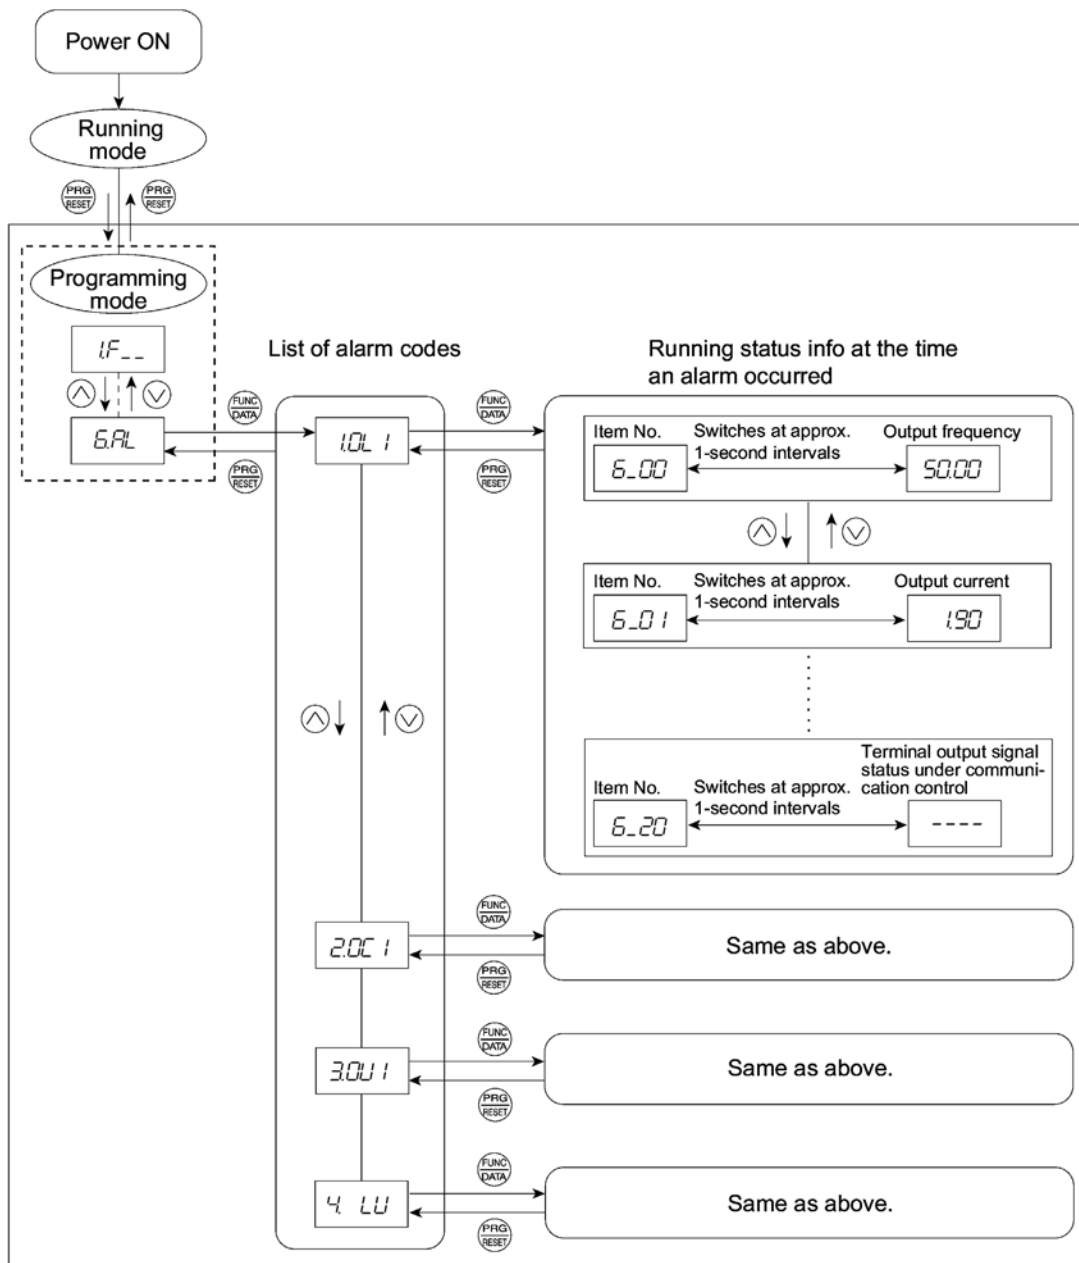 Power ON
Running
mode
PRG
RESET
PRG
RESET
Programming
mode
1.F__
6.AL
List of alarm codes
Running status info at the time
an alarm occurred
FUNC
DATA
PRG
RESET
1.OL1
FUNC
DATA
PRG
RESET
Item No.
Switches at approx.
1-second intervals
Output frequency
6_00
50.00
Item No.
Switches at approx.
1-second intervals
Output current
6_01
1.90
Item No.
Switches at approx.
1-second intervals
Terminal output signal
status under communi-
cation control
6_20
----
2.OC1
FUNC
DATA
PRG
RESET
Same as above.
3.OU1
FUNC
DATA
PRG
RESET
Same as above.
4. LU
FUNC
DATA
PRG
RESET
Same as above.